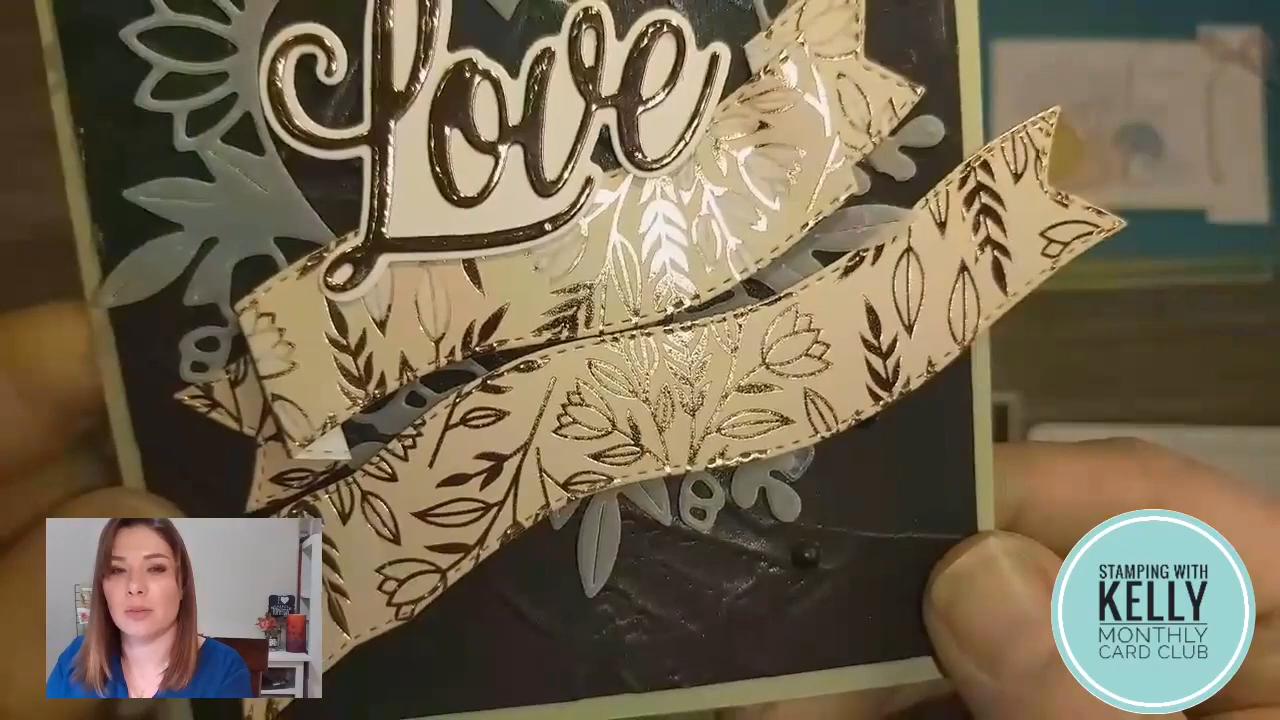 Love
STAMPING WITH
KELLY
MONTHLY
CARD CLUB